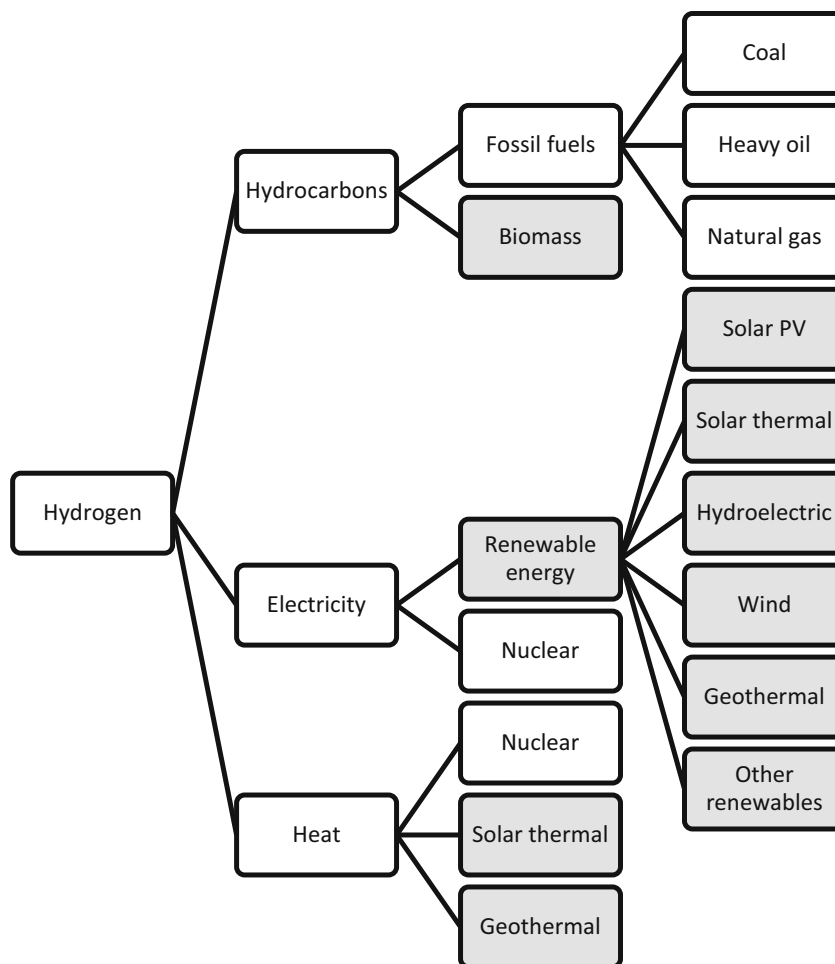 Hydrogen
Hydrocarbons
Fossil fuels
Coal
Heavy oil
Natural gas
Biomass
Electricity
Renewable
energy
Solar PV
Solar thermal
Hydroelectric
Wind
Geothermal
Other
renewables
Nuclear
Heat
Nuclear
Solar thermal
Geothermal